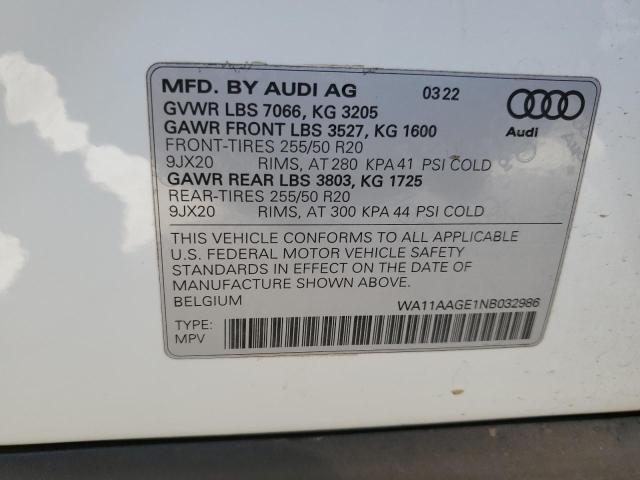 MFD. BY AUDI AG 03 22
GVWR LBS 7066, KG 3205
GAWR FRONT LBS 3527, KG 1600
Audi
FRONT-TIRES 255/50 R20
9JX20 RIMS, AT 280 KPA 41 PSI COLD
GAWR REAR LBS 3803, KG 1725
REAR-TIRES 255/50 R20
9JX20 RIMS, AT 300 KPA 44 PSI COLD
THIS VEHICLE CONFORMS TO ALL APPLICABLE
U.S. FEDERAL MOTOR VEHICLE SAFETY
STANDARDS IN EFFECT ON THE DATE OF
MANUFACTURE SHOWN ABOVE.
BELGIUM WA11AAGE1NB032986
TYPE:
MPV